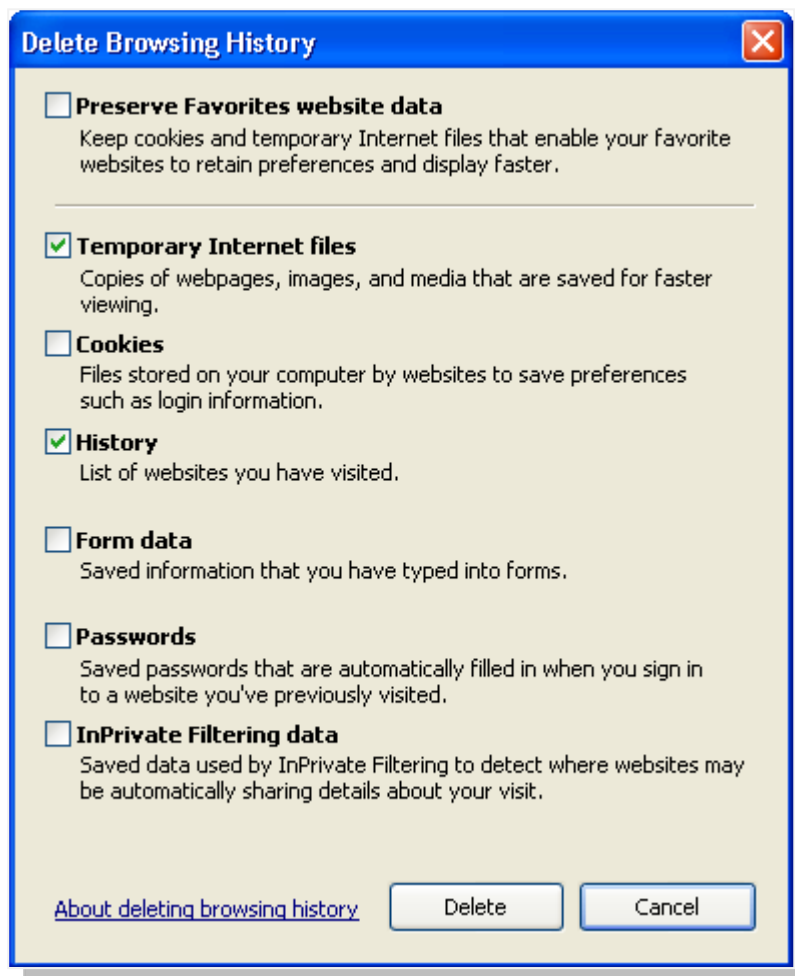 Delete Browsing History
Preserve Favorites website data
Keep cookies and temporary Internet files that enable your favorite
websites to retain preferences and display faster.
Temporary Internet files
Copies of webpages, images, and media that are saved for faster
viewing.
Cookies
Files stored on your computer by websites to save preferences
such as login information.
History
List of websites you have visited.
Form data
Saved information that you have typed into forms.
Passwords
Saved passwords that are automatically filled in when you sign in
to a website you've previously visited.
InPrivate Filtering data
Saved data used by InPrivate Filtering to detect where websites may
be automatically sharing details about your visit.
About deleting browsing history Delete Cancel